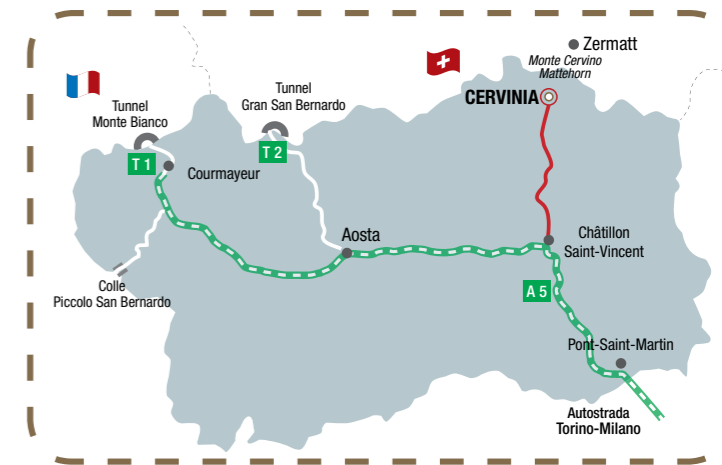 Zermatt
Monte Cervino
Mattehorn
CERVINIA
Tunnel
Gran San Bernardo
T 2
Tunnel
Monte Bianco
T 1
Courmayeur
Aosta
Châtillon
Saint-Vincent
Colle
Piccolo San Bernardo
A 5
Pont-Saint-Martin
Autostrada
Torino-Milano